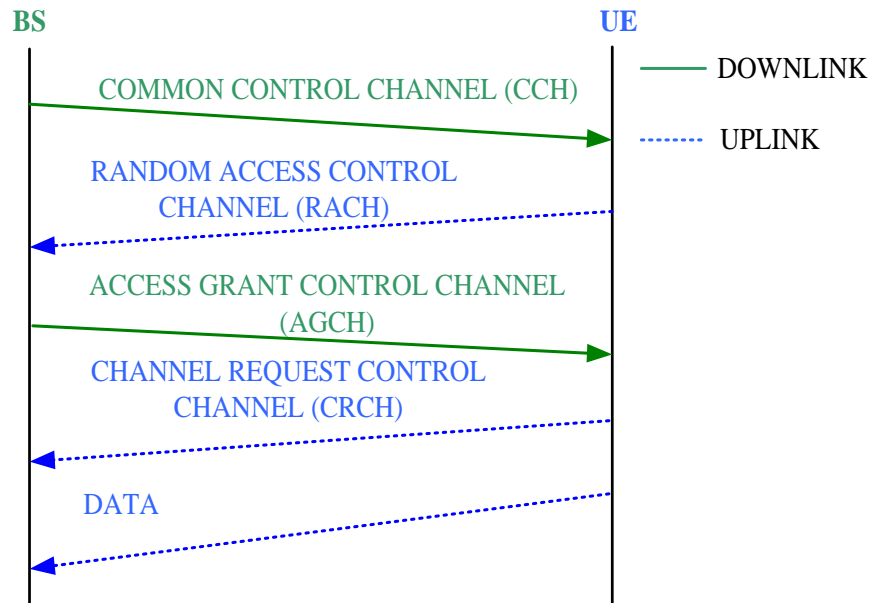 BS
UE
DOWNLINK
UPLINK
COMMON CONTROL CHANNEL (CCH)
RANDOM ACCESS CONTROL
CHANNEL (RACH)
ACCESS GRANT CONTROL CHANNEL
(AGCH)
CHANNEL REQUEST CONTROL
CHANNEL (CRCH)
DATA